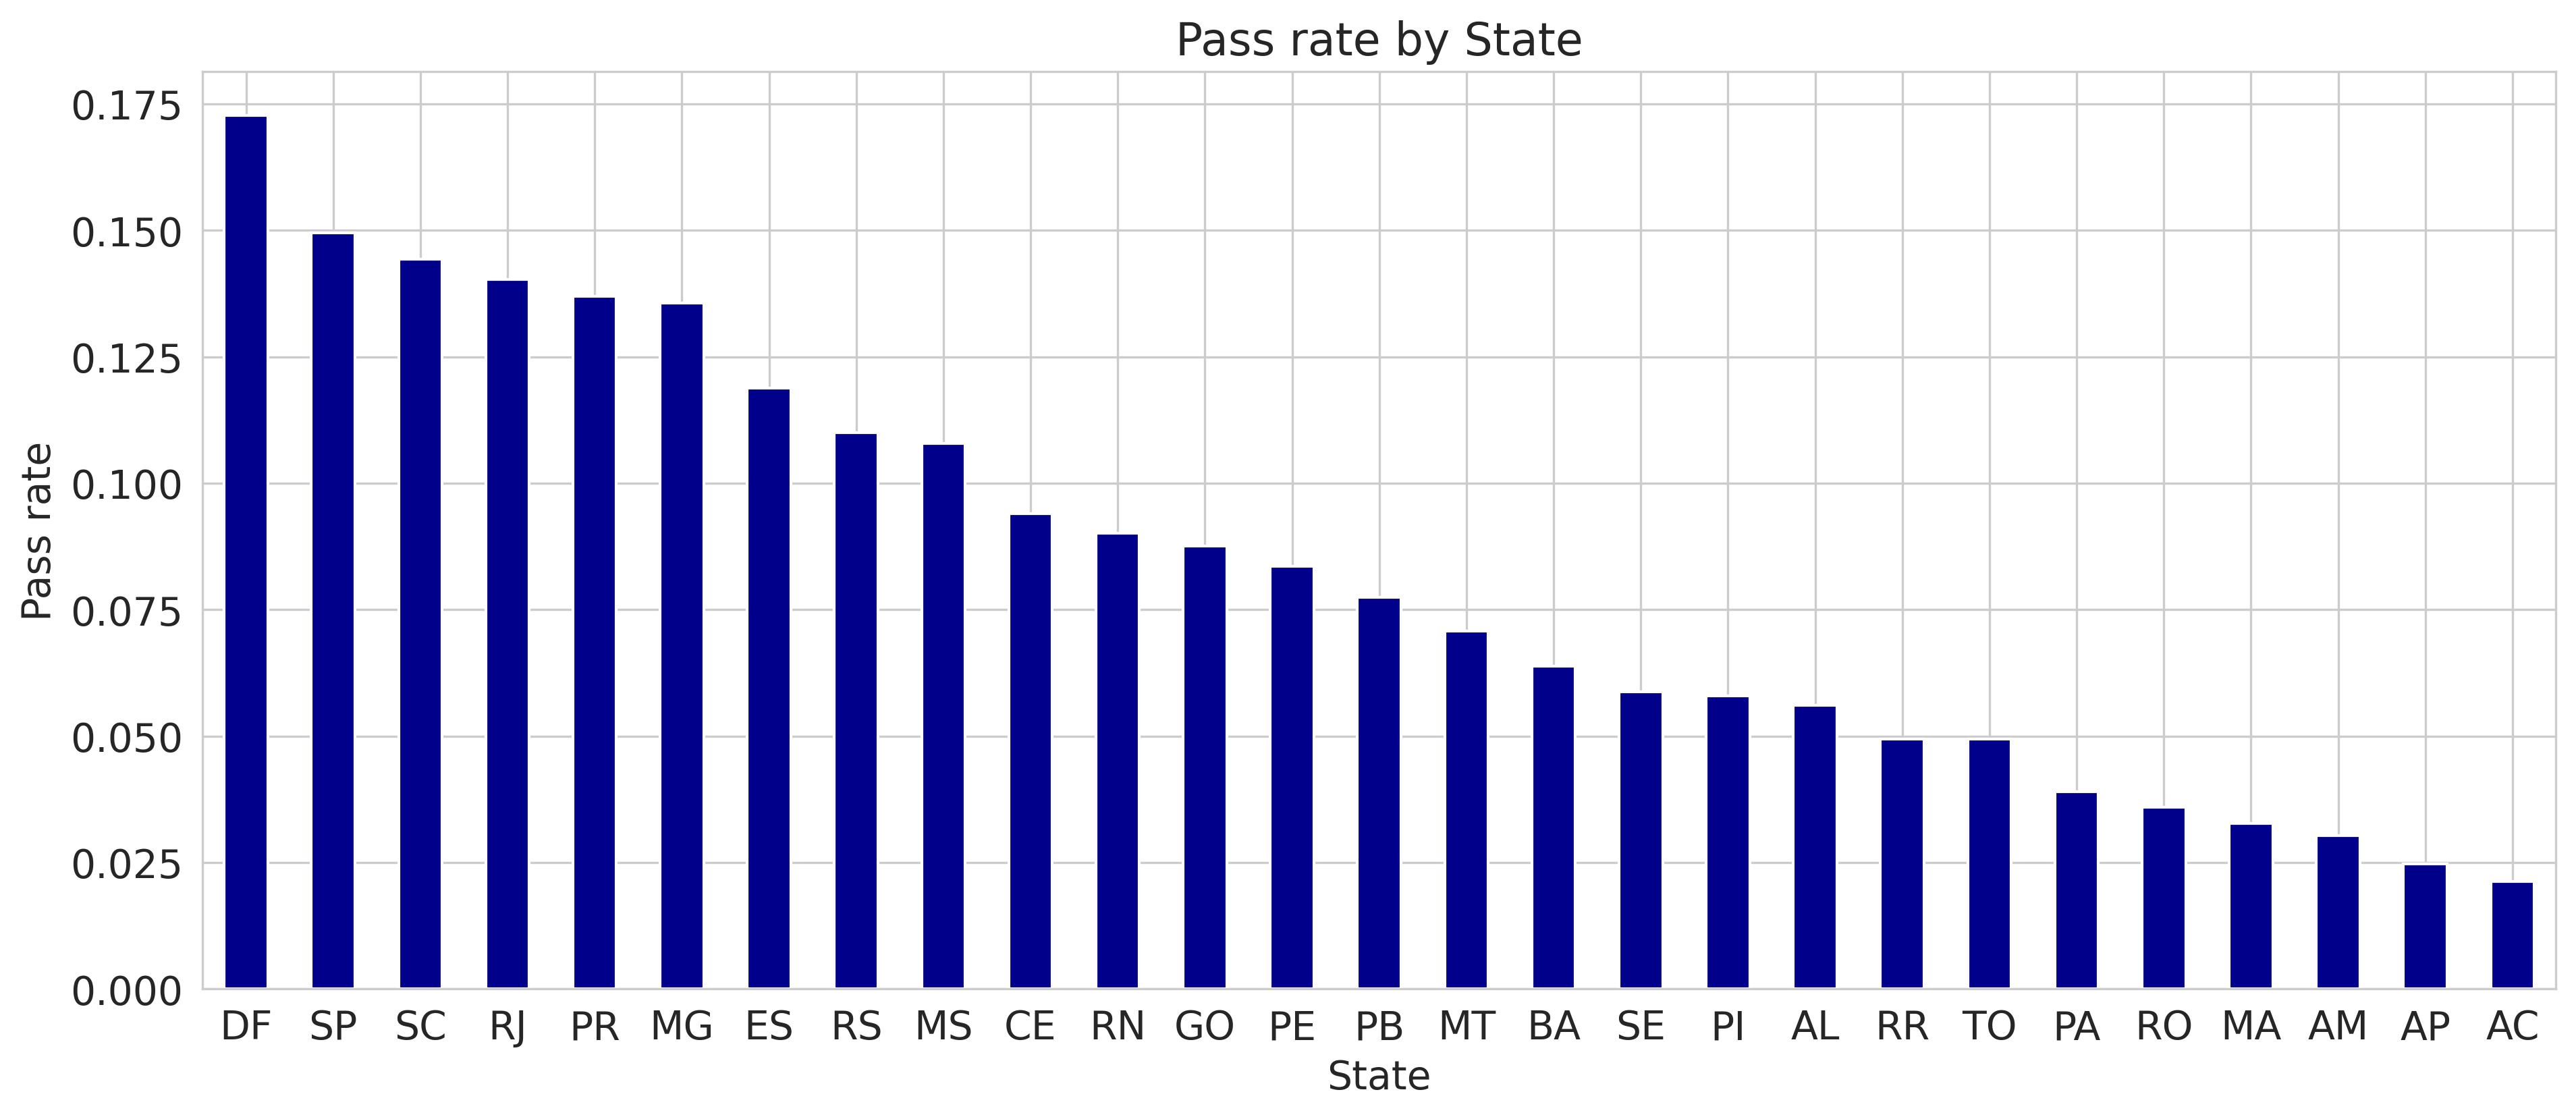 Pass rate by State
Pass rate
0.175
0.150
0.125
0.100
0.075
0.050
0.025
0.000
DF SP SC RJ PR MG ES RS MS CE RN GO PE PB MT BA SE PI AL RR TO PA RO MA AM AP AC
State